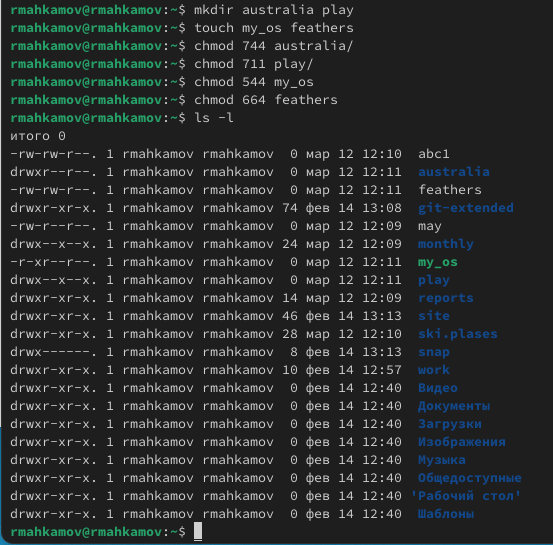 rmahkamov@rmahkamov:~$ mkdir australia play
rmahkamov@rmahkamov:~$ touch my_os feathers
rmahkamov@rmahkamov:~$ chmod 744 australia/
rmahkamov@rmahkamov:~$ chmod 711 play/
rmahkamov@rmahkamov:~$ chmod 544 my_os
rmahkamov@rmahkamov:~$ chmod 664 feathers
rmahkamov@rmahkamov:~$ ls -l
итого 0
-rw-rw-r--. 1 rmahkamov rmahkamov  0 мар 12 12:10  abc1
drwxr--r--. 1 rmahkamov rmahkamov  0 мар 12 12:11  australia
-rw-rw-r--. 1 rmahkamov rmahkamov  0 мар 12 12:11  feathers
drwxr-xr-x. 1 rmahkamov rmahkamov 74 фев 14 13:08  git-extended
-rw-r--r--. 1 rmahkamov rmahkamov  0 мар 12 12:09  may
drwx--x--x. 1 rmahkamov rmahkamov 24 мар 12 12:09  monthly
-r-xr--r--. 1 rmahkamov rmahkamov  0 мар 12 12:11  my_os
drwx--x--x. 1 rmahkamov rmahkamov  0 мар 12 12:11  play
drwxr-xr-x. 1 rmahkamov rmahkamov 14 мар 12 12:09  reports
drwxr-xr-x. 1 rmahkamov rmahkamov 46 фев 14 13:13  site
drwxr-xr-x. 1 rmahkamov rmahkamov 28 мар 12 12:10  ski.plases
drwx------. 1 rmahkamov rmahkamov  8 фев 14 13:13  snap
drwxr-xr-x. 1 rmahkamov rmahkamov 10 фев 14 12:57  work
drwxr-xr-x. 1 rmahkamov rmahkamov  0 фев 14 12:40  Видео
drwxr-xr-x. 1 rmahkamov rmahkamov  0 фев 14 12:40  Документы
drwxr-xr-x. 1 rmahkamov rmahkamov  0 фев 14 12:40  Загрузки
drwxr-xr-x. 1 rmahkamov rmahkamov  0 фев 14 12:40  Изображения
drwxr-xr-x. 1 rmahkamov rmahkamov  0 фев 14 12:40  Музыка
drwxr-xr-x. 1 rmahkamov rmahkamov  0 фев 14 12:40  Общедоступные
drwxr-xr-x. 1 rmahkamov rmahkamov  0 фев 14 12:40 'Рабочий стол'
drwxr-xr-x. 1 rmahkamov rmahkamov  0 фев 14 12:40  Шаблоны
rmahkamov@rmahkamov:~$